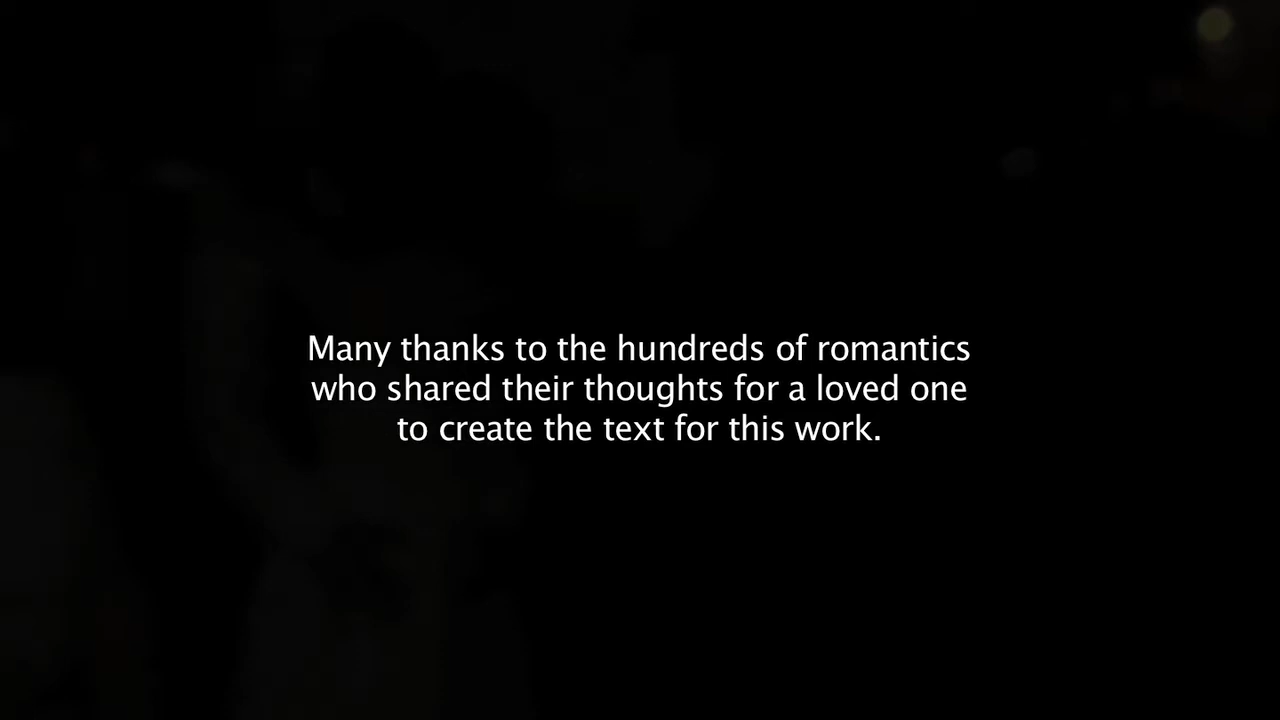 Many thanks to the hundreds of romantics
who shared their thoughts for a loved one
to create the text for this work.